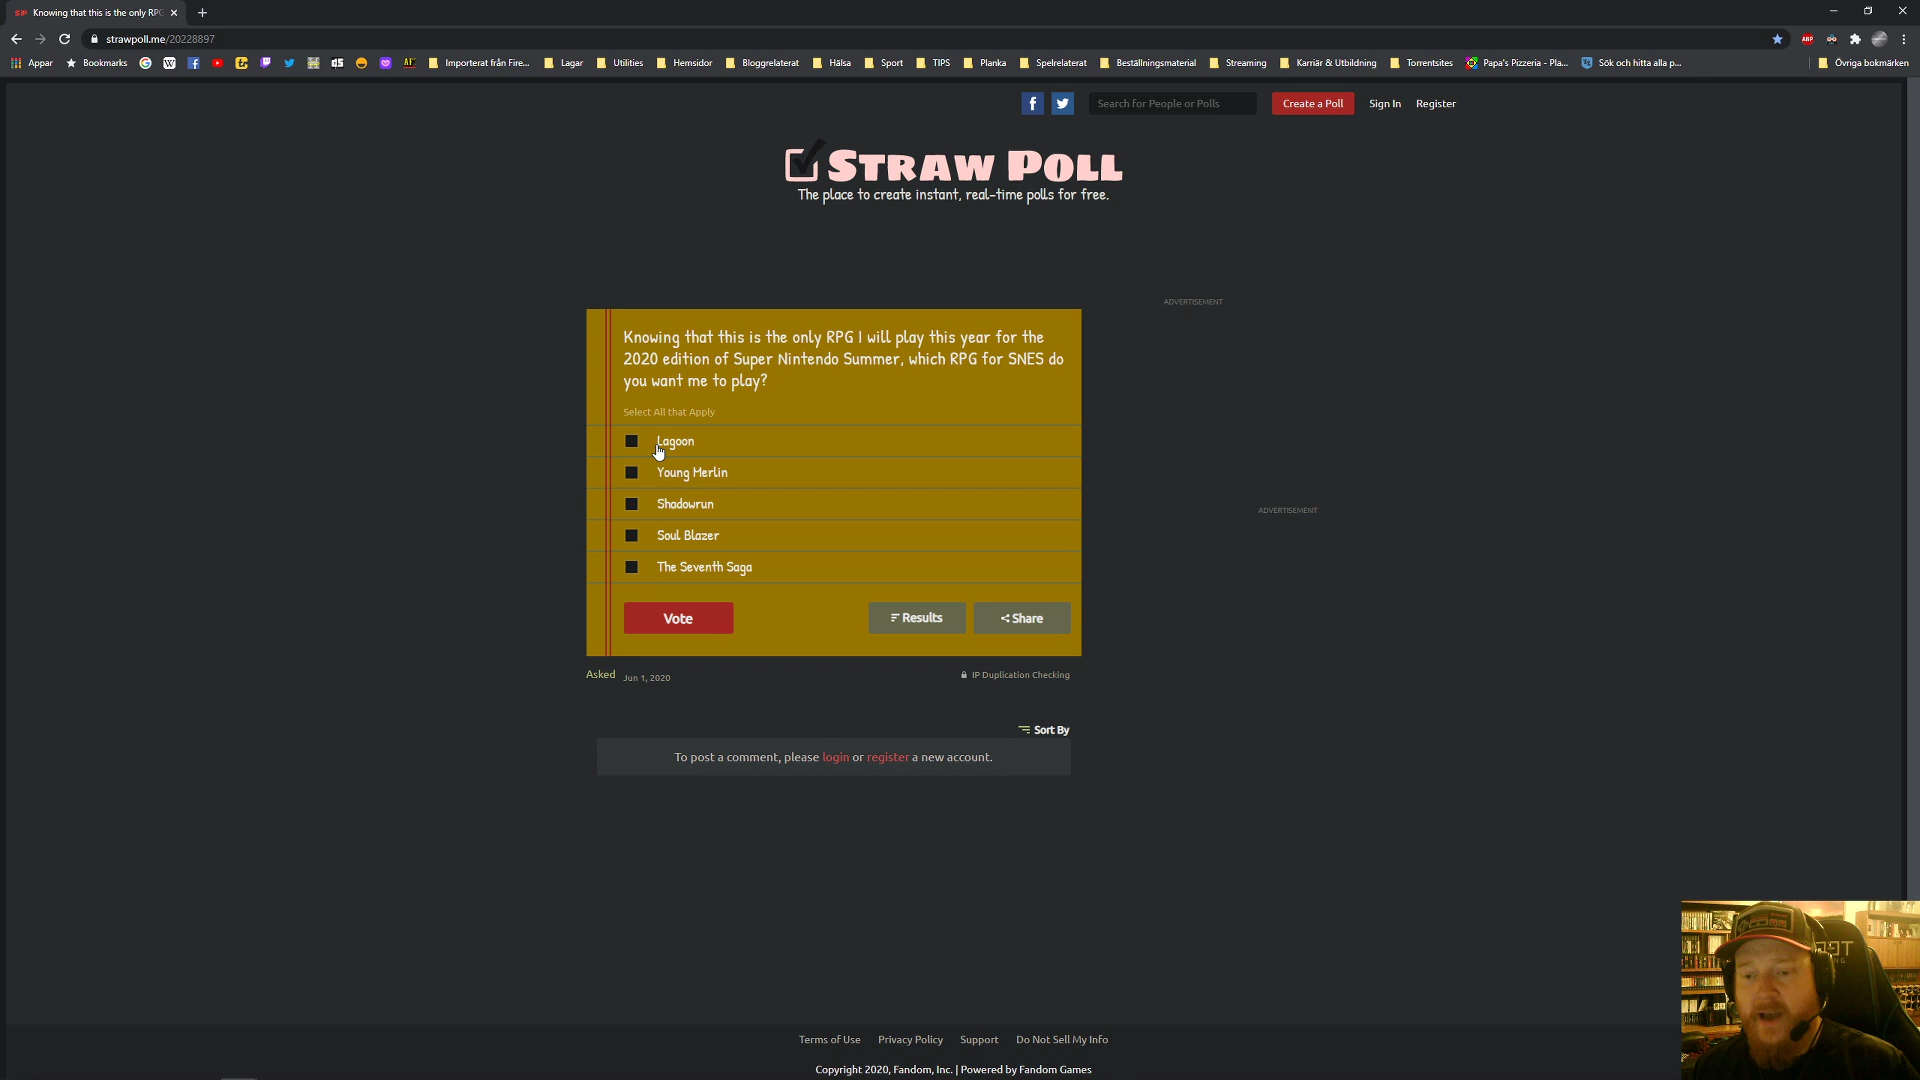 Knowing that this is the only RPG
strawpoll.me/20228897
Appar Bookmarks Importerat från Fire... Lagar Utilities Hemsidor Bloggrelaterat Hälsa Sport TIPS Planka Spelrelaterat Beställningsmaterial Streaming Karriär & Utbildning Torrentsites Papa's Pizzeria - Pla... Sök och hitta alla p... Övriga bokmärken
Search for People or Polls Create a Poll Sign In Register
STRAW POLL
The place to create instant, real-time polls for free.
ADVERTISEMENT
Knowing that this is the only RPG I will play this year for the
2020 edition of Super Nintendo Summer, which RPG for SNES do
you want me to play?
Select All that Apply
Lagoon
Young Merlin
Shadowrun
Soul Blazer
The Seventh Saga
ADVERTISEMENT
Vote Results Share
Asked Jun 1, 2020 IP Duplication Checking
Sort By
To post a comment, please login or register a new account.
Terms of Use Privacy Policy Support Do Not Sell My Info
Copyright 2020, Fandom, Inc. | Powered by Fandom Games